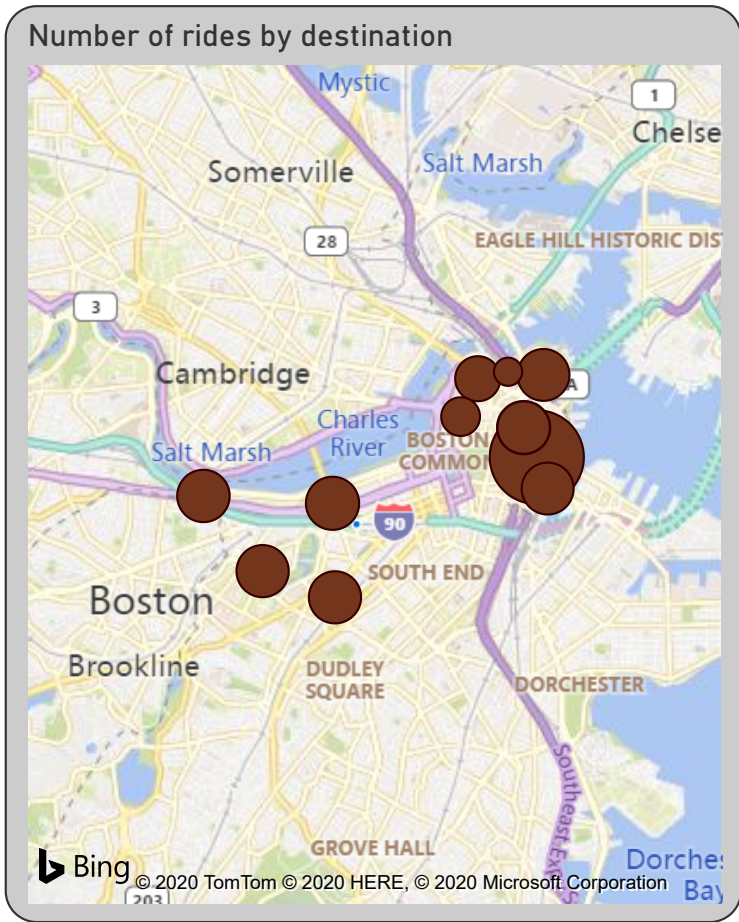 Number of rides by destination
Mystic
1
Chelse
Somerville
Salt Marsh
28
EAGLE HILL HISTORIC DIS
3
Cambridge
A
Charles
River
BOSTON
COMMON
Salt Marsh
90
SOUTH END
Boston
Brookline
DUDLEY
SQUARE
DORCHESTER
Southeast Exp
S
GROVE HALL
Dorches
Bay
Bing
© 2020 TomTom © 2020 HERE, © 2020 Microsoft Corporation
203